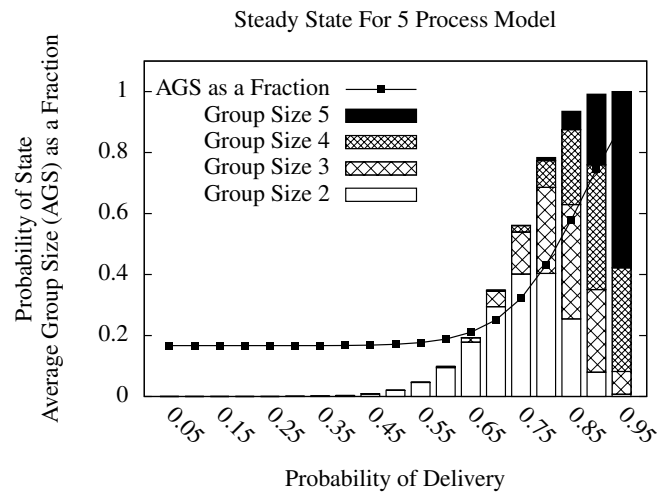 Steady State For 5 Process Model
Probability of State
Average Group Size (AGS) as a Fraction
1
0.8
0.6
0.4
0.2
0
AGS as a Fraction
Group Size 5
Group Size 4
Group Size 3
Group Size 2
0.05
0.15
0.25
0.35
0.45
0.55
0.65
0.75
0.85
0.95
Probability of Delivery